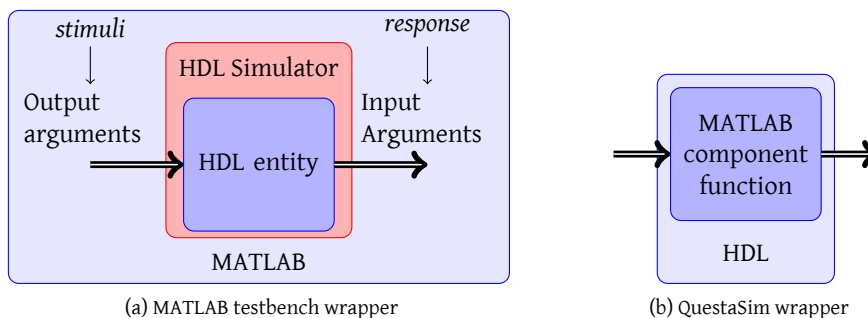 stimuli
response
HDL Simulator
Output
arguments
Input
Arguments
HDL entity
MATLAB
(a) MATLAB testbench wrapper
MATLAB
component
function
HDL
(b) QuestaSim wrapper